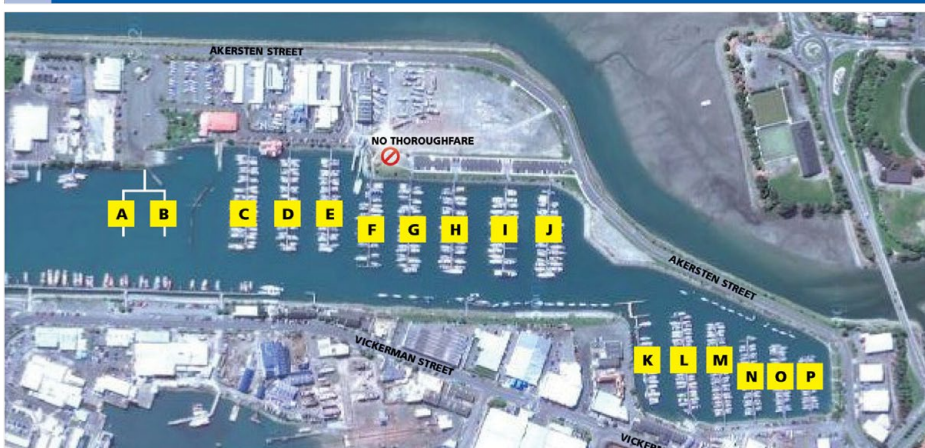 AKERSTEN STREET
NO THOROUGHFARE
A B C D E F G H I J
AKERSTEN STREET
VICKERMAN STREET
K L M N O P